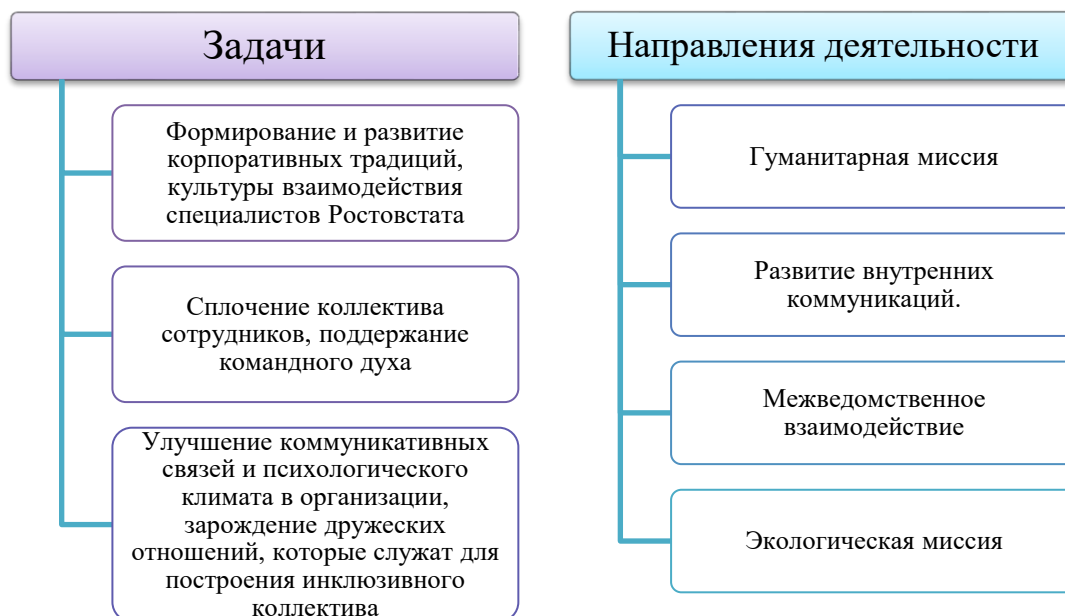 Задачи
Формирование и развитие
корпоративных традиций,
культуры взаимодействия
специалистов Ростовстата
Сплочение коллектива
сотрудников, поддержание
командного духа
Улучшение коммуникативных
связей и психологического
климата в организации,
зарождение дружеских
отношений, которые служат для
построения инклюзивного
коллектива
Направления деятельности
Гуманитарная миссия
Развитие внутренних
коммуникаций.
Межведомственное
взаимодействие
Экологическая миссия